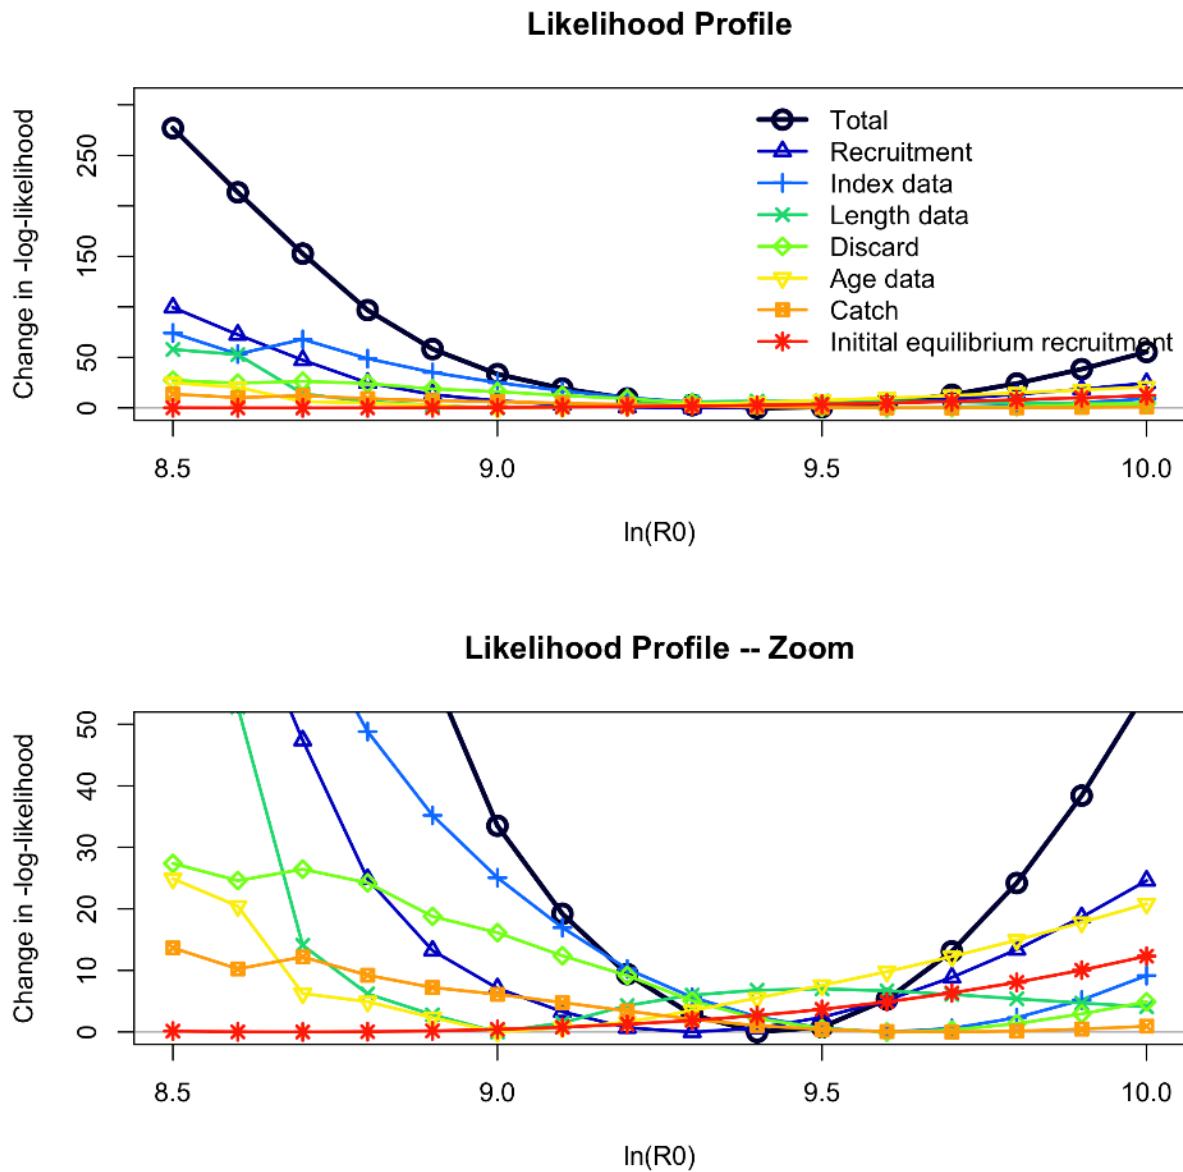 Likelihood Profile
Change in -log-likelihood
250
150
50
0
Total
Recruitment
Index data
Length data
Discard
Age data
Catch
Initital equilibrium recruitment
8.5 9.0 9.5 10.0
ln(R0)
Likelihood Profile -- Zoom
Change in -log-likelihood
50
40
30
20
10
0
8.5 9.0 9.5 10.0
ln(R0)